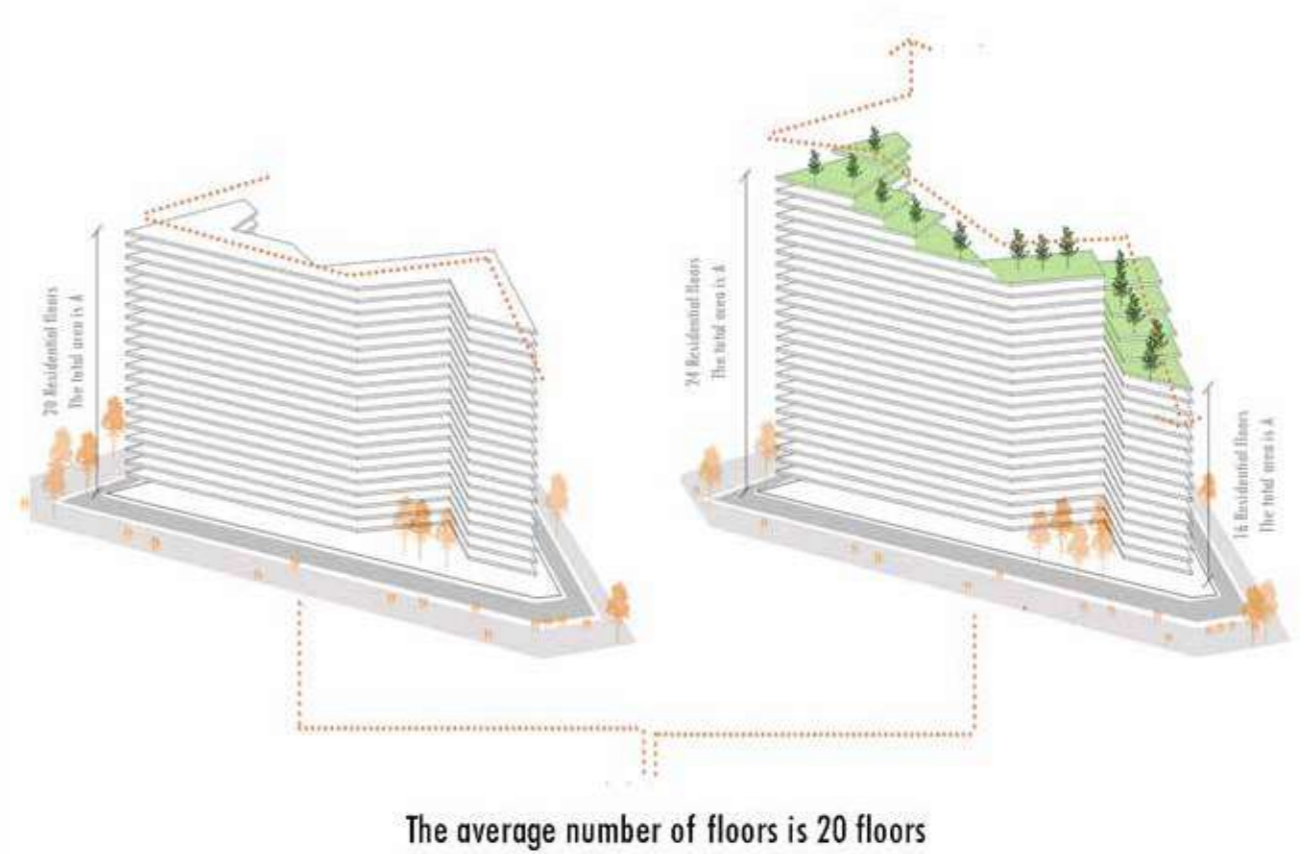 20 Residential floors
The total area is A
24 Residential floors
The total area is A
16 Residential floors
The total area is A
The average number of floors is 20 floors